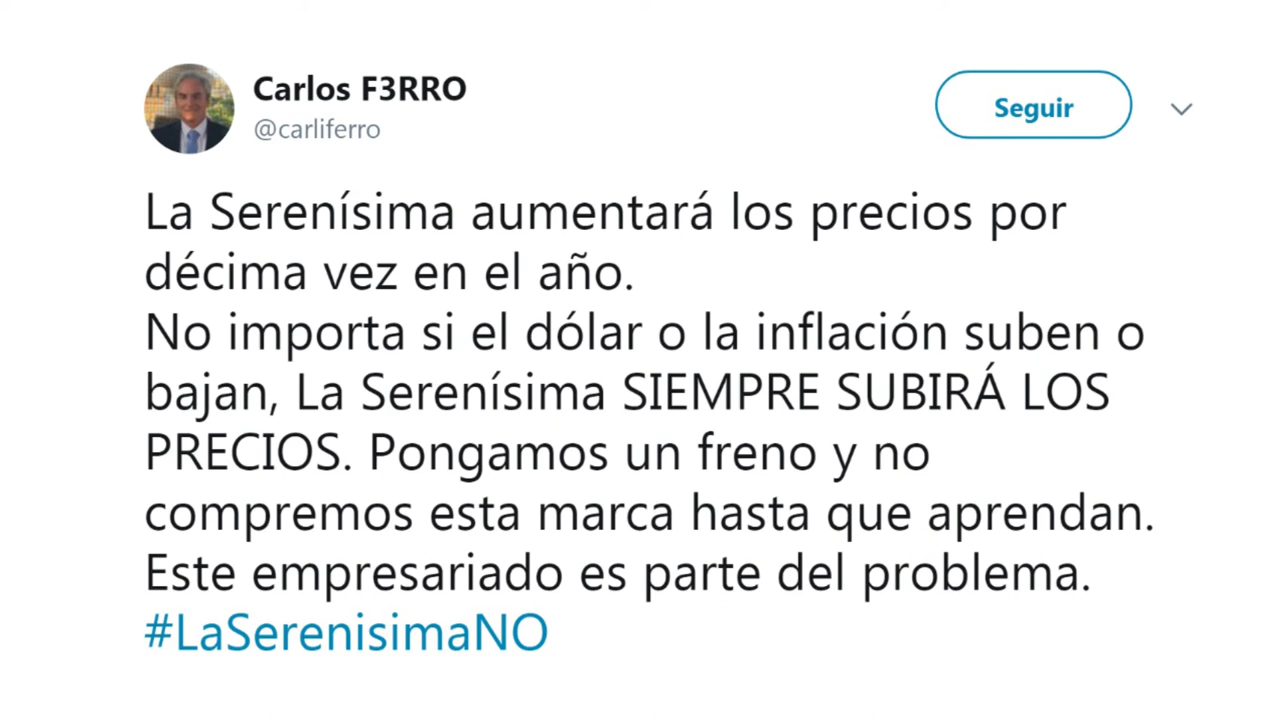 Carlos F3RRO
@carliferro
Seguir
La Serenísima aumentará los precios por
décima vez en el año.
No importa si el dólar o la inflación suben o
bajan, La Serenísima SIEMPRE SUBIRÁ LOS
PRECIOS. Pongamos un freno y no
compremos esta marca hasta que aprendan.
Este empresariado es parte del problema.
#LaSerenisimaNO